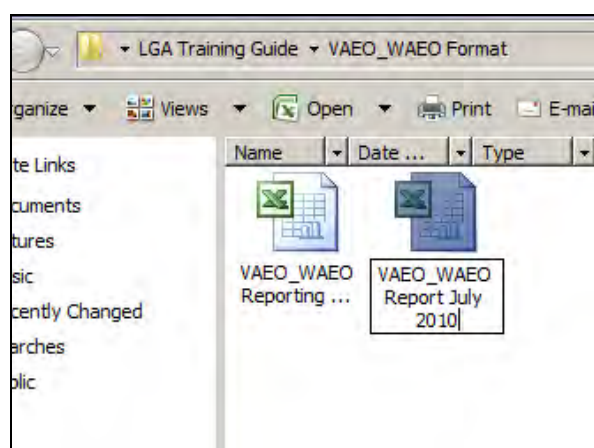 LGA Training Guide VAEO_WAEO Format
rganize Views Open Print E-mai
Name Date ... Type
te Links
cuments
tures
sic
cently Changed
arches
blic
VAEO_WAEO
Reporting ...
VAEO_WAEO
Report July
2010